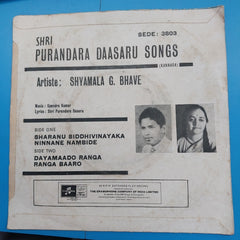 SEDE: 3803
SHRI
PURANDARA DAASARU SONGS
(KANNADA)
Artiste: SHYAMALA G. BHAVE
Music : Upendra Kumar
Lyrics : Shri Purandara Daasaru
SIDE ONE
SHARANU SIDDHIVINAYAKA
NINNANE NAMBIDE
SIDE TWO
DAYAMAADO RANGA
RANGA BAARO
THE GRAMOPHONE COMPANY OF INDIA LIMITED